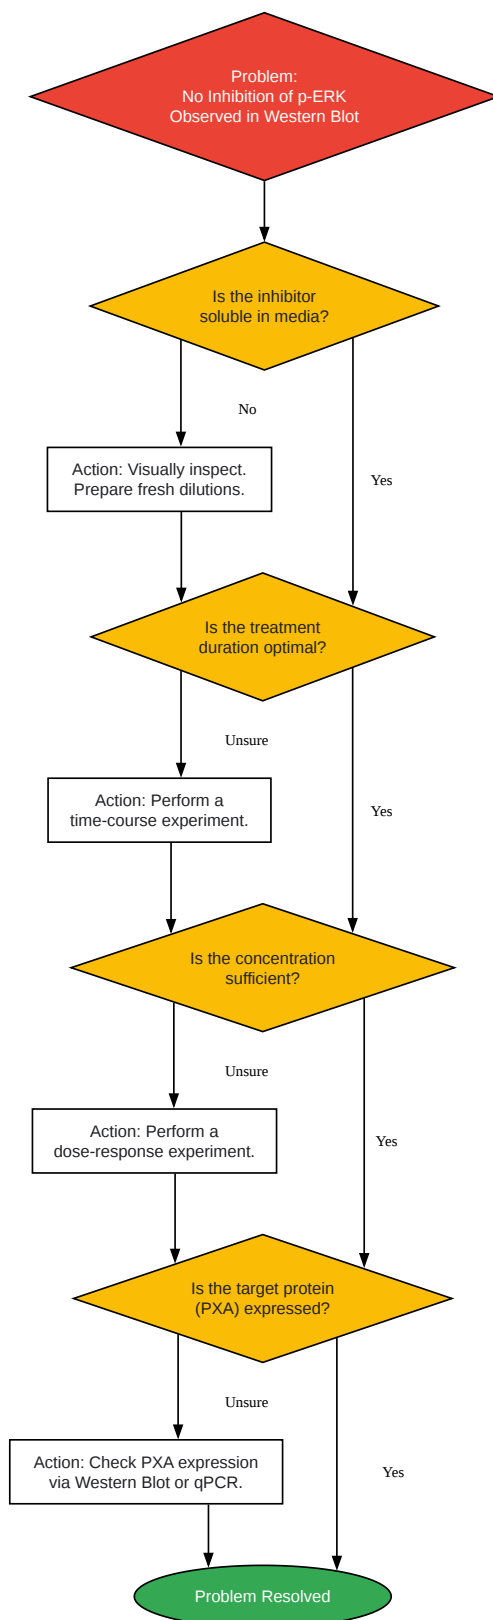 Problem:
No Inhibition of p-ERK
Observed in Western Blot
Is the inhibitor
soluble in media?
No
Action: Visually inspect.
Prepare fresh dilutions.
Yes
Is the treatment
duration optimal?
Unsure
Action: Perform a
time-course experiment.
Yes
Is the concentration
sufficient?
Unsure
Action: Perform a
dose-response experiment.
Yes
Is the target protein
(PXA) expressed?
Unsure
Action: Check PXA expression
via Western Blot or qPCR.
Yes
Problem Resolved